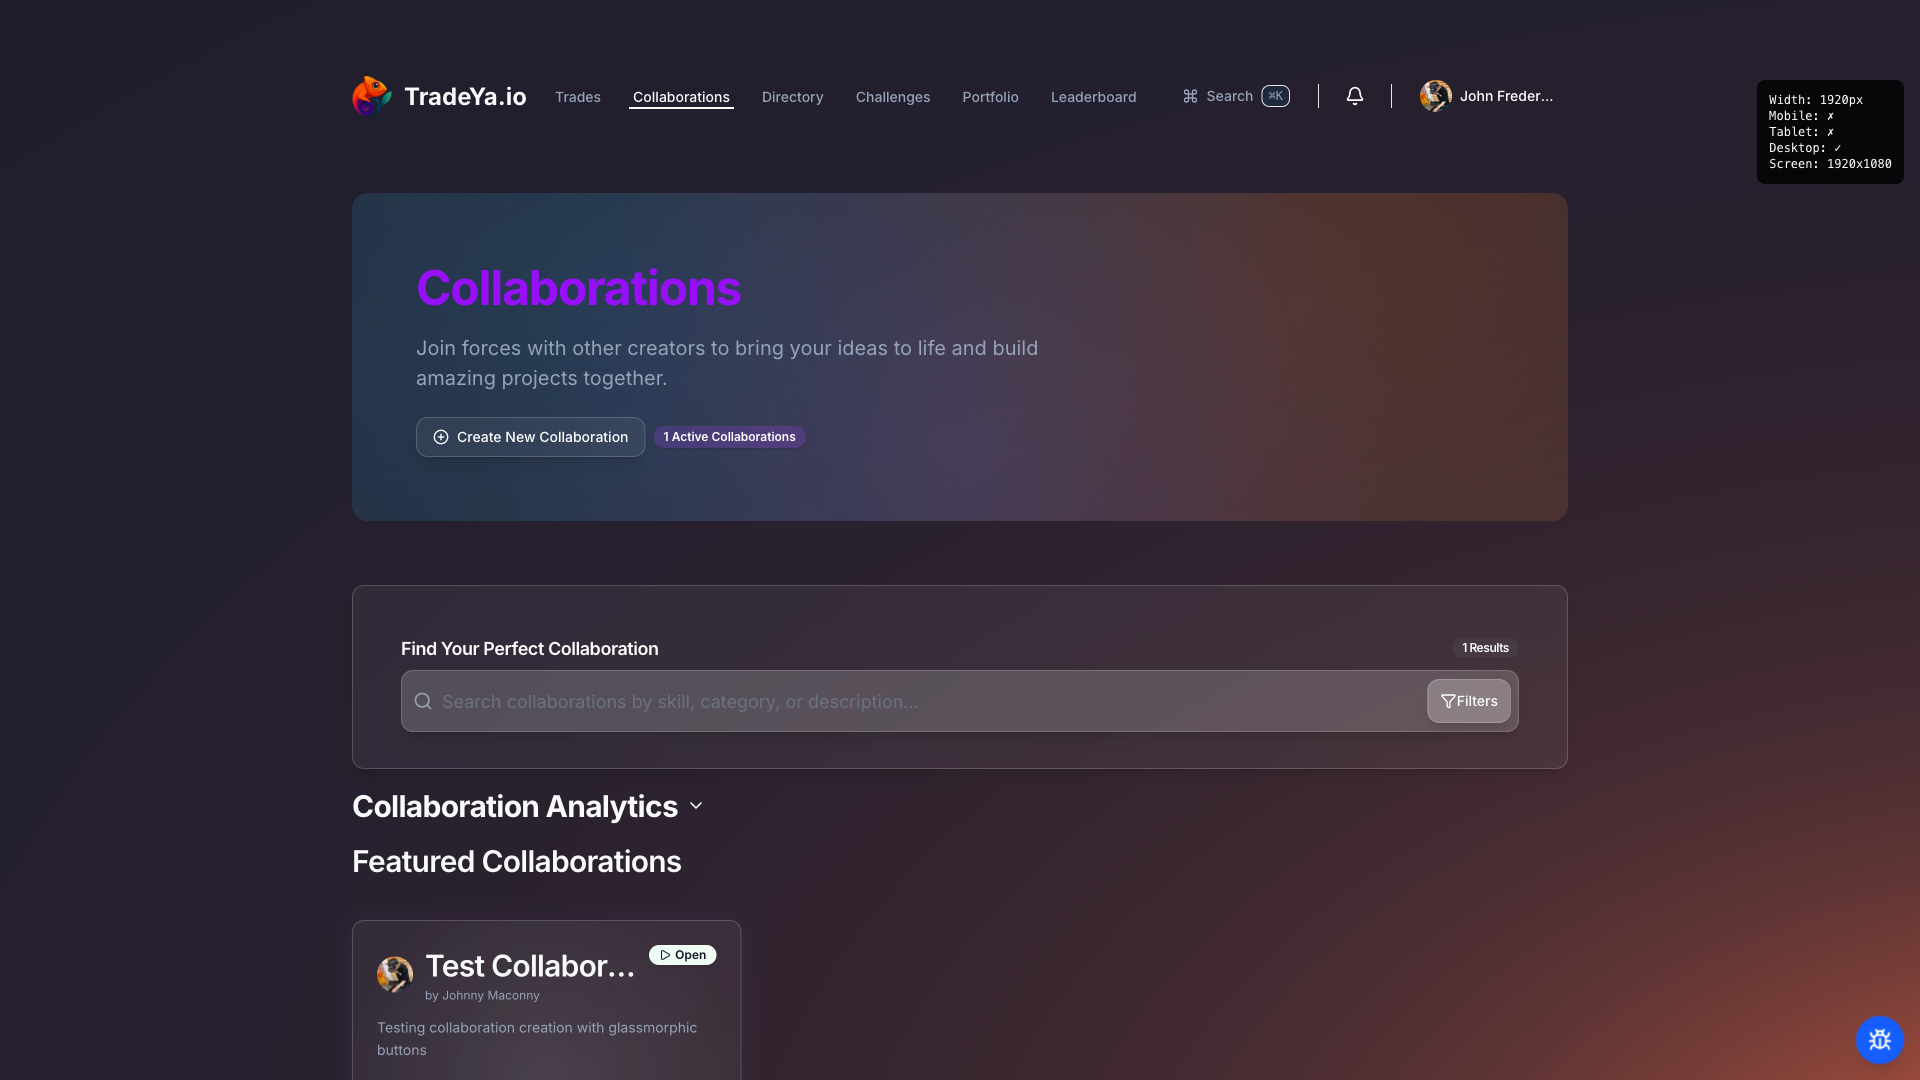 TradeYa.io
Trades
Collaborations
Directory
Challenges
Portfolio
Leaderboard
⌘ Search ⌘K
John Freder...
Width: 1920px
Mobile: ✗
Tablet: ✗
Desktop: ✓
Screen: 1920x1080
Collaborations
Join forces with other creators to bring your ideas to life and build
amazing projects together.
Create New Collaboration
1 Active Collaborations
Find Your Perfect Collaboration
1 Results
Search collaborations by skill, category, or description...
Filters
Collaboration Analytics
Featured Collaborations
Test Collabor...
Open
by Johnny Maconny
Testing collaboration creation with glassmorphic
buttons